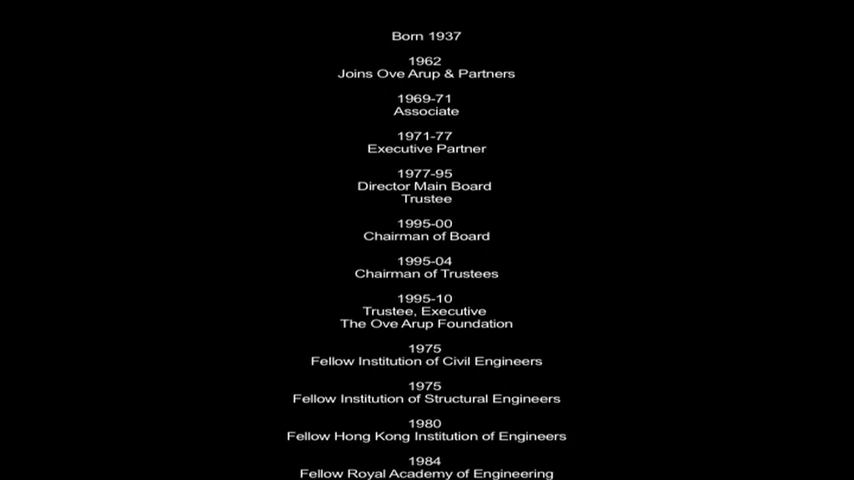 Born 1937
1962
Joins Ove Arup & Partners
1969-71
Associate
1971-77
Executive Partner
1977-95
Director Main Board
Trustee
1995-00
Chairman of Board
1995-04
Chairman of Trustees
1995-10
Trustee, Executive
The Ove Arup Foundation
1975
Fellow Institution of Civil Engineers
1975
Fellow Institution of Structural Engineers
1980
Fellow Hong Kong Institution of Engineers
1984
Fellow Royal Academy of Engineering